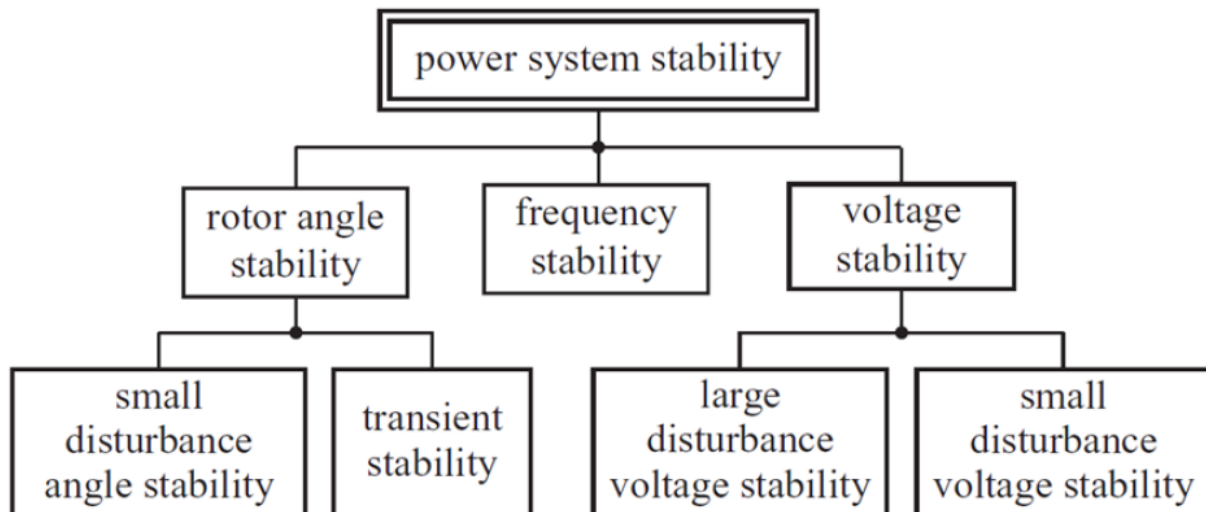 power system stability
rotor angle
stability
frequency
stability
voltage
stability
small
disturbance
angle stability
transient
stability
large
disturbance
voltage stability
small
disturbance
voltage stability